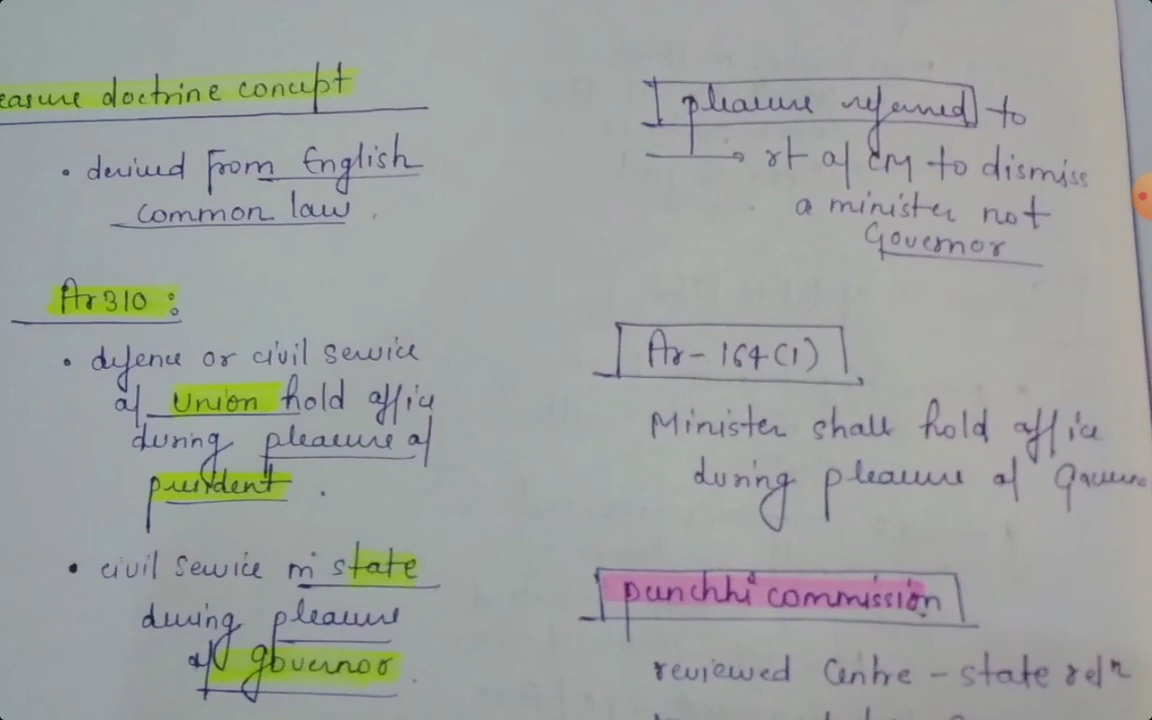 easure doctrine concept
• derived from English
common law.
Ar 310 :
• defence or civil service
of Union hold office
during pleasure of
president.
• civil service in state
during pleasure
of governor.
pleasure referred to
→ rt of CM to dismiss
a minister not
Governor
Ar-164(1)
Minister shall hold office
during pleasure of
punchhi commission
reviewed Centre-state relⁿ